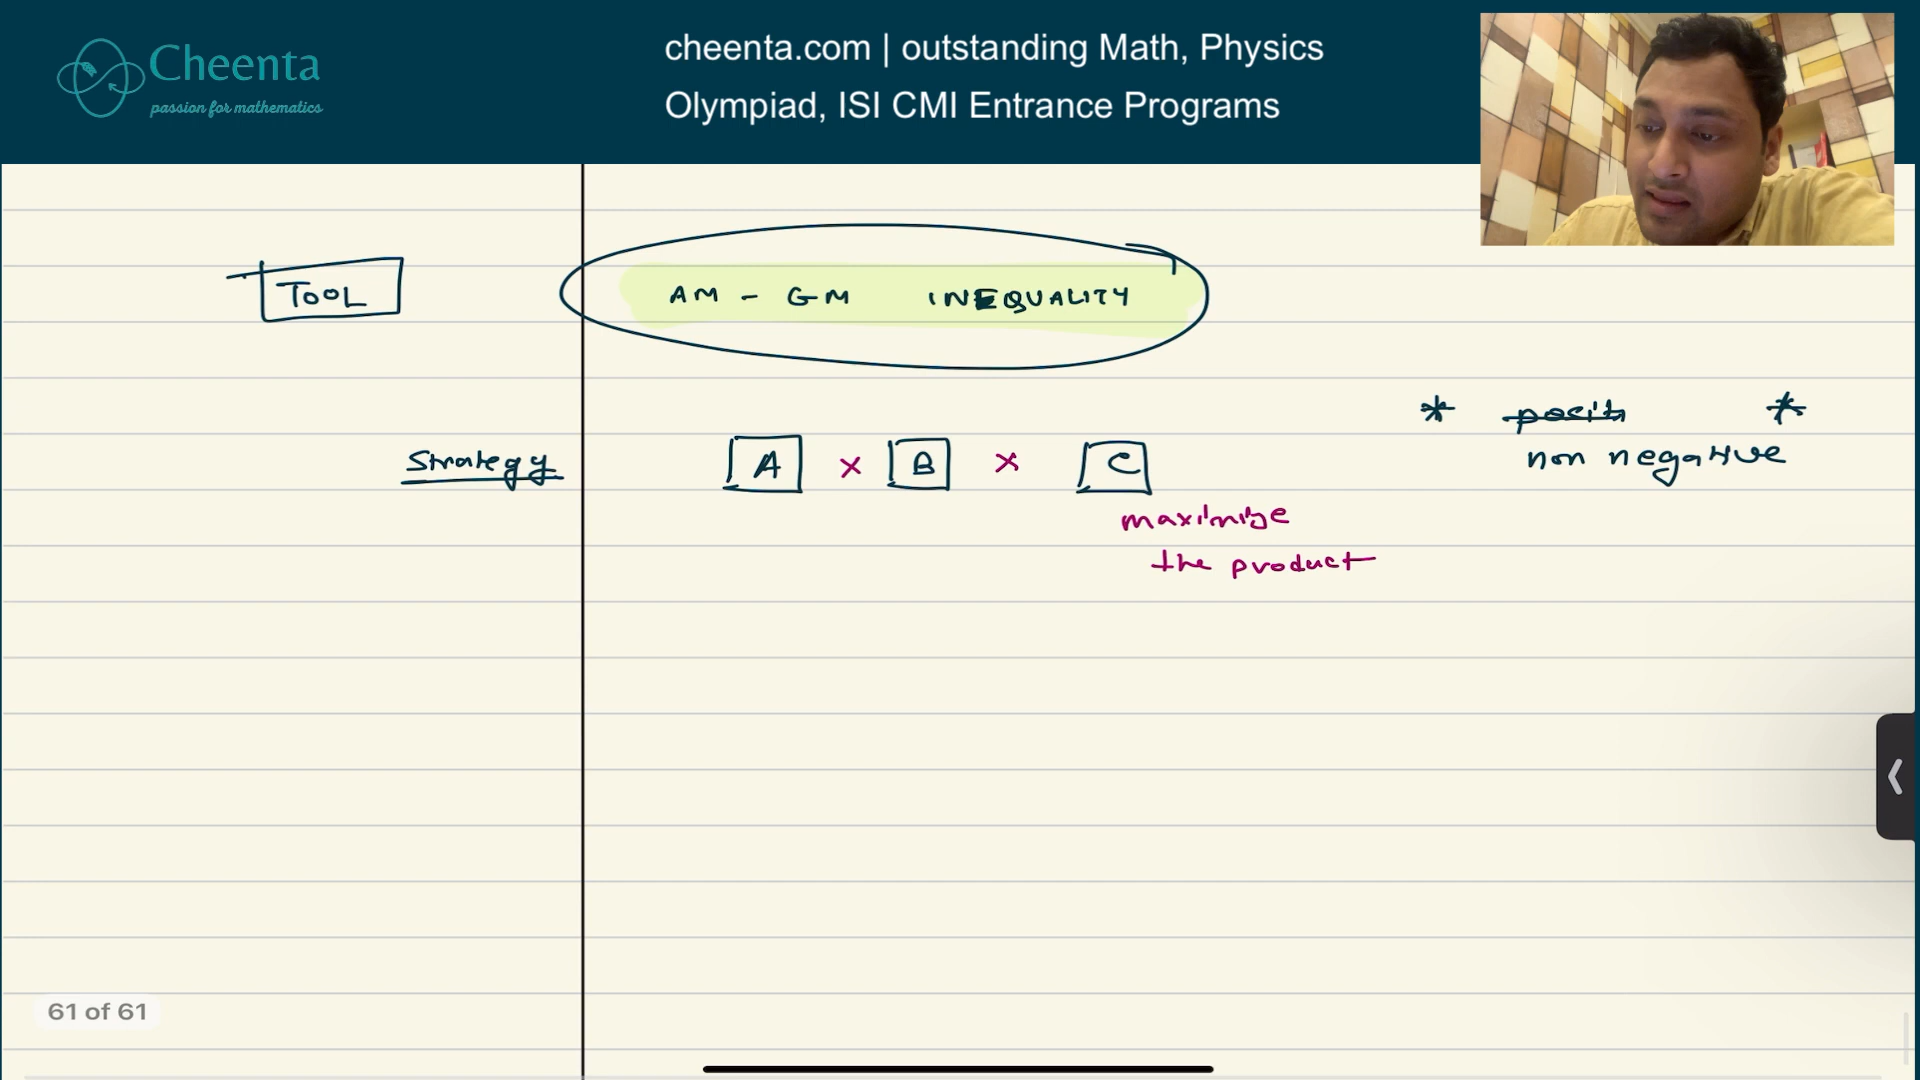 Cheenta
passion for mathematics
cheenta.com | outstanding Math, Physics
Olympiad, ISI CMI Entrance Programs
TOOL
AM - GM INEQUALITY
* posit *
non negative
Strategy
A × B × C
maximize
the product
61 of 61